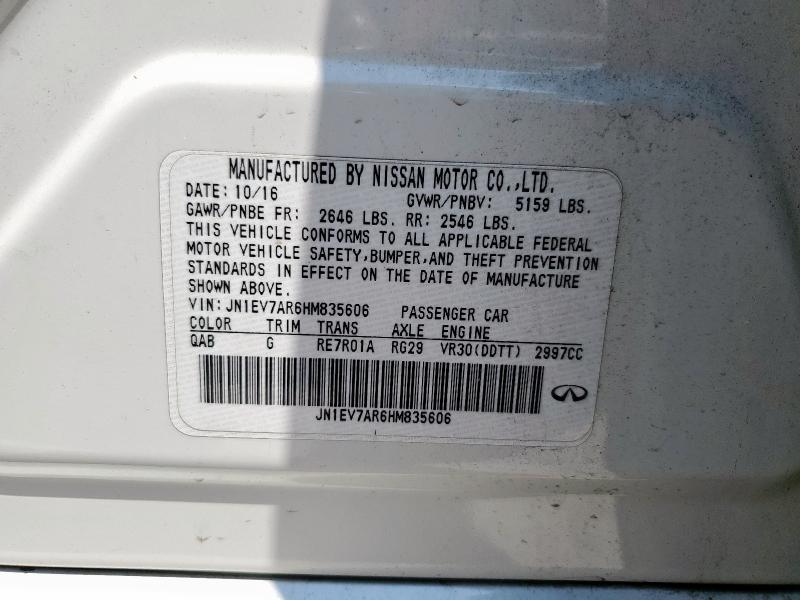 MANUFACTURED BY NISSAN MOTOR CO.,LTD.
DATE: 10/16 GVWR/PNBV: 5159 LBS.
GAWR/PNBE FR: 2646 LBS. RR: 2546 LBS.
THIS VEHICLE CONFORMS TO ALL APPLICABLE FEDERAL
MOTOR VEHICLE SAFETY,BUMPER,AND THEFT PREVENTION
STANDARDS IN EFFECT ON THE DATE OF MANUFACTURE
SHOWN ABOVE.
VIN:JN1EV7AR6HM835606 PASSENGER CAR
COLOR TRIM TRANS AXLE ENGINE
QAB G RE7R01A RG29 VR30(DDTT) 2997CC
JN1EV7AR6HM835606